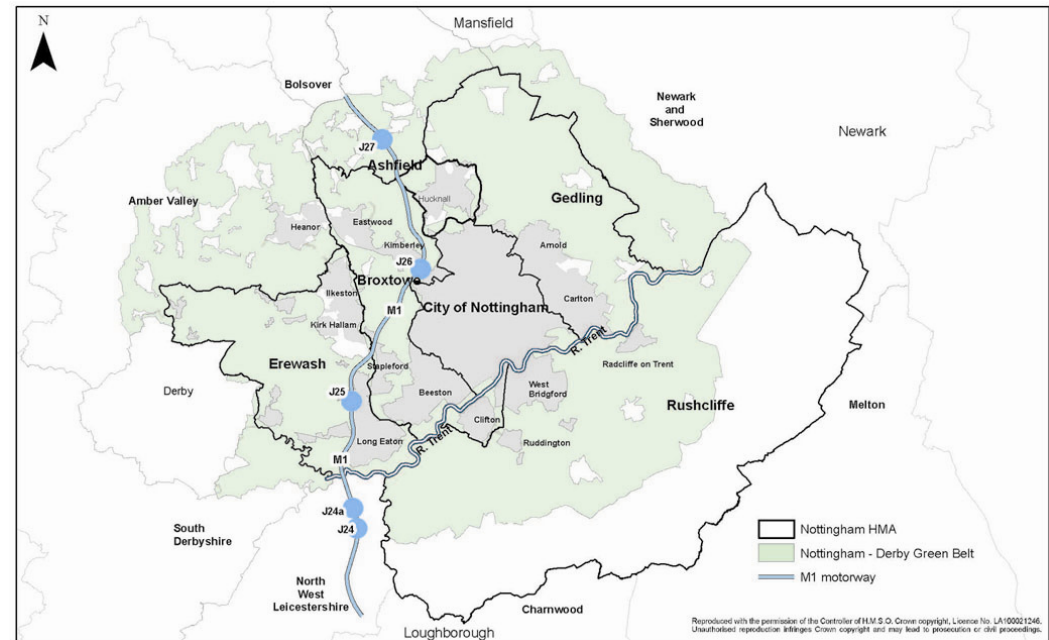 N
Mansfield
Bolsover
Newark
and
Sherwood
Newark
J27
Ashfield
Amber Valley
Hucknall
Gedling
Heanor
Eastwood
Kimberley
Arnold
J26
Broxtowe
Ilkeston
Carlton
M1
City of Nottingham
Kirk Hallam
R. Trent
Erewash
Stapleford
Radcliffe on Trent
Derby
J25
Beeston
West
Bridgford
Rushcliffe
Melton
Clifton
Long Eaton
R. Trent
Ruddington
M1
J24a
J24
South
Derbyshire
Nottingham HMA
Nottingham - Derby Green Belt
M1 motorway
North
West
Leicestershire
Charnwood
Loughborough
Reproduced with the permission of the Controller of H.M.S.O. Crown copyright, Licence No. LA100021246.
Unauthorised reproduction infringes Crown copyright and may lead to prosecution or civil proceedings.